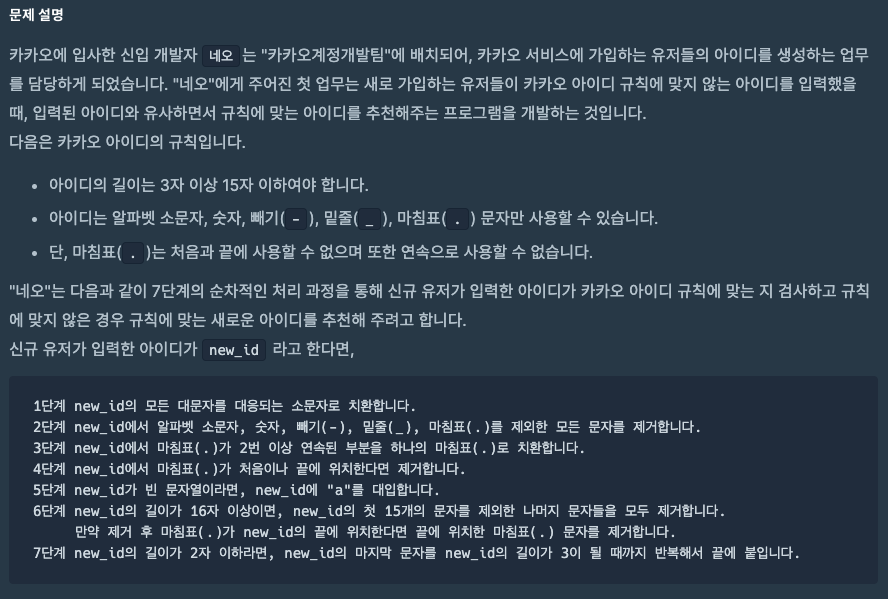 문제 설명
카카오에 입사한 신입 개발자 네오 는 "카카오계정개발팀"에 배치되어, 카카오 서비스에 가입하는 유저들의 아이디를 생성하는 업무
를 담당하게 되었습니다. "네오"에게 주어진 첫 업무는 새로 가입하는 유저들이 카카오 아이디 규칙에 맞지 않는 아이디를 입력했을
때, 입력된 아이디와 유사하면서 규칙에 맞는 아이디를 추천해주는 프로그램을 개발하는 것입니다.
다음은 카카오 아이디의 규칙입니다.
• 아이디의 길이는 3자 이상 15자 이하여야 합니다.
• 아이디는 알파벳 소문자, 숫자, 빼기( - ), 밑줄( _ ), 마침표( . ) 문자만 사용할 수 있습니다.
• 단, 마침표( . )는 처음과 끝에 사용할 수 없으며 또한 연속으로 사용할 수 없습니다.
"네오"는 다음과 같이 7단계의 순차적인 처리 과정을 통해 신규 유저가 입력한 아이디가 카카오 아이디 규칙에 맞는 지 검사하고 규칙
에 맞지 않은 경우 규칙에 맞는 새로운 아이디를 추천해 주려고 합니다.
신규 유저가 입력한 아이디가 new_id 라고 한다면,
1단계 new_id의 모든 대문자를 대응되는 소문자로 치환합니다.
2단계 new_id에서 알파벳 소문자, 숫자, 빼기(-), 밑줄(_), 마침표(.)를 제외한 모든 문자를 제거합니다.
3단계 new_id에서 마침표(.)가 2번 이상 연속된 부분을 하나의 마침표(.)로 치환합니다.
4단계 new_id에서 마침표(.)가 처음이나 끝에 위치한다면 제거합니다.
5단계 new_id가 빈 문자열이라면, new_id에 "a"를 대입합니다.
6단계 new_id의 길이가 16자 이상이면, new_id의 첫 15개의 문자를 제외한 나머지 문자들을 모두 제거합니다.
만약 제거 후 마침표(.)가 new_id의 끝에 위치한다면 끝에 위치한 마침표(.) 문자를 제거합니다.
7단계 new_id의 길이가 2자 이하라면, new_id의 마지막 문자를 new_id의 길이가 3이 될 때까지 반복해서 끝에 붙입니다.